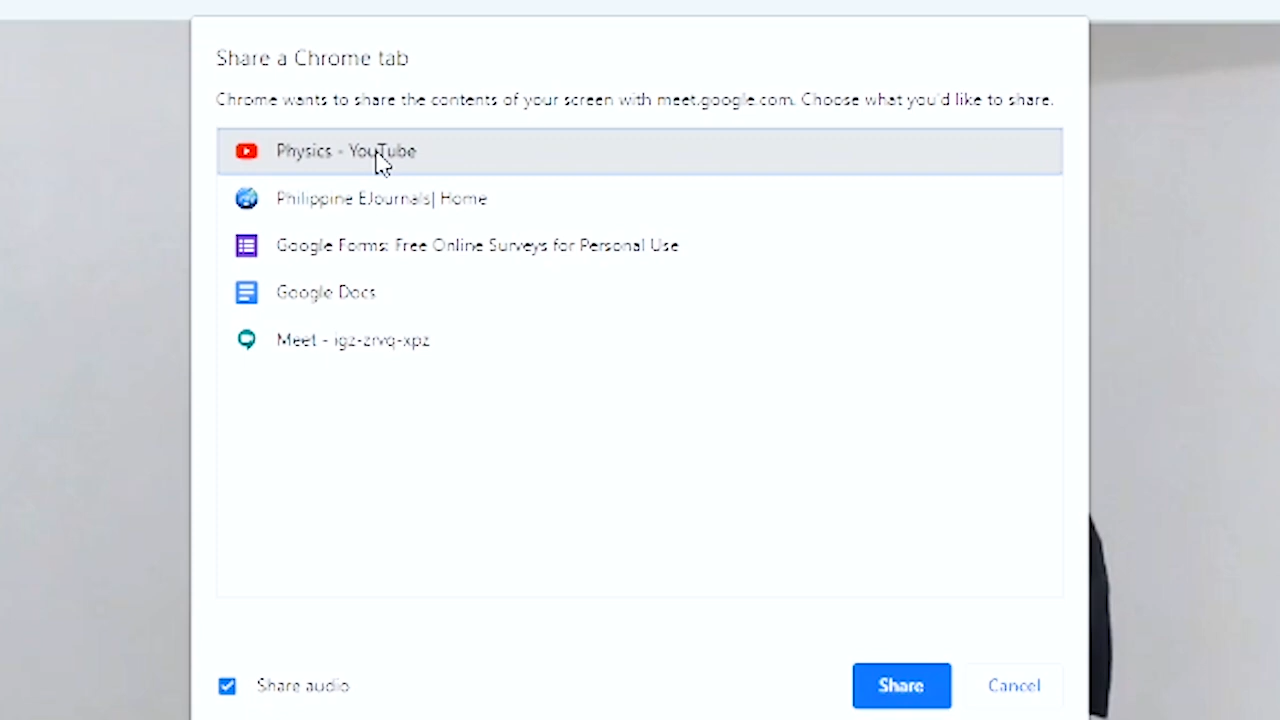 Share a Chrome tab
Chrome wants to share the contents of your screen with meet.google.com. Choose what you'd like to share.
Physics - YouTube
Philippine EJournals| Home
Google Forms: Free Online Surveys for Personal Use
Google Docs
Meet - igz-zrvq-xpz
Share audio
Share
Cancel